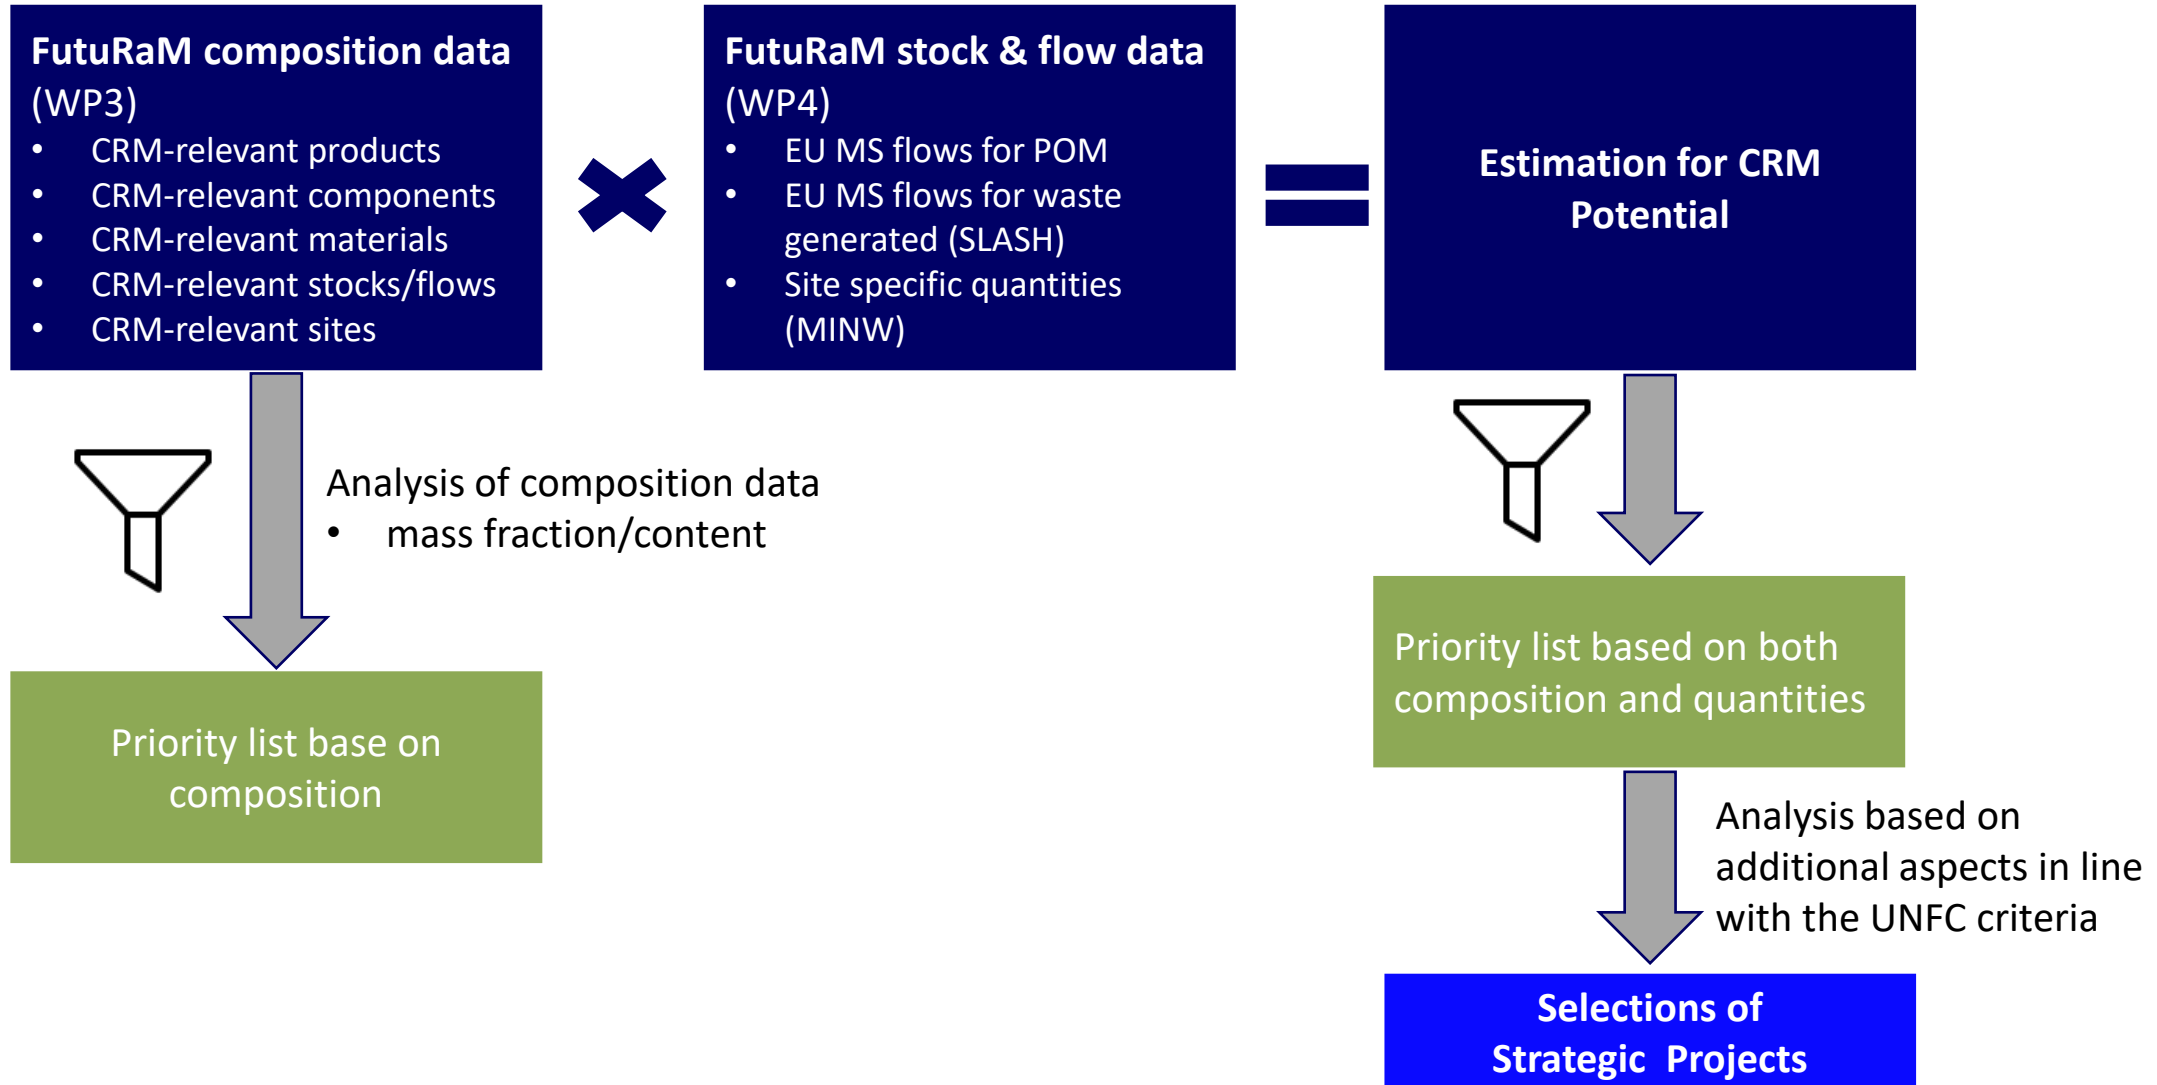 FutuRaM composition data
(WP3)
• CRM-relevant products
• CRM-relevant components
• CRM-relevant materials
• CRM-relevant stocks/flows
• CRM-relevant sites
FutuRaM stock & flow data
(WP4)
• EU MS flows for POM
• EU MS flows for waste
generated (SLASH)
• Site specific quantities
(MINW)
Estimation for CRM
Potential
Analysis of composition data
• mass fraction/content
Priority list base on
composition
Priority list based on both
composition and quantities
Analysis based on
additional aspects in line
with the UNFC criteria
Selections of
Strategic Projects